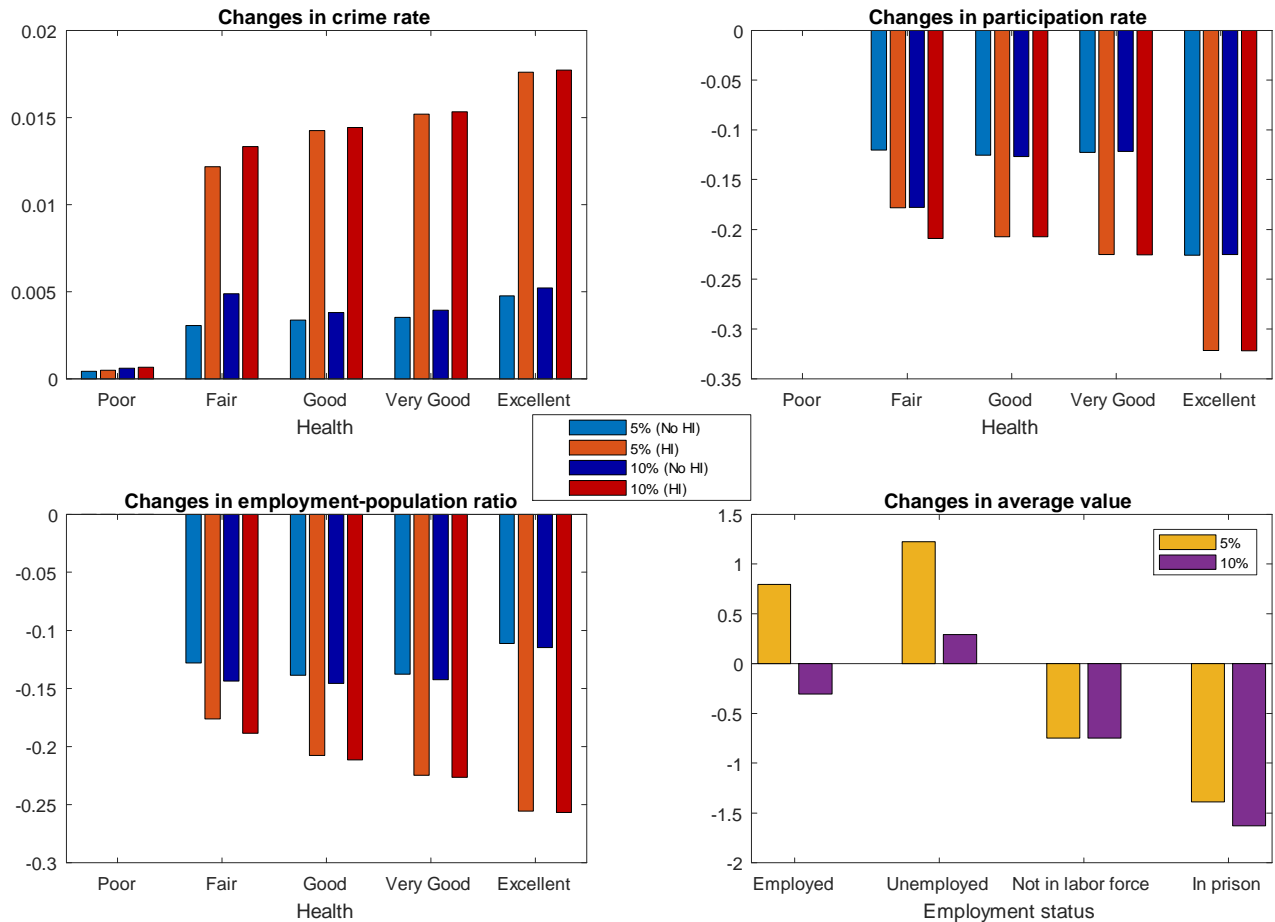 Changes in crime rate
0.02
0.015
0.01
0.005
0
Poor Fair Good Very Good Excellent
Health
Changes in participation rate
0
-0.05
-0.1
-0.15
-0.2
-0.25
-0.3
-0.35
Poor Fair Good Very Good Excellent
Health
5% (No HI)
5% (HI)
10% (No HI)
10% (HI)
Changes in employment-population ratio
0
-0.05
-0.1
-0.15
-0.2
-0.25
-0.3
Poor Fair Good Very Good Excellent
Health
Changes in average value
1.5
1
0.5
0
-0.5
-1
-1.5
-2
5%
10%
Employed Unemployed Not in labor force In prison
Employment status